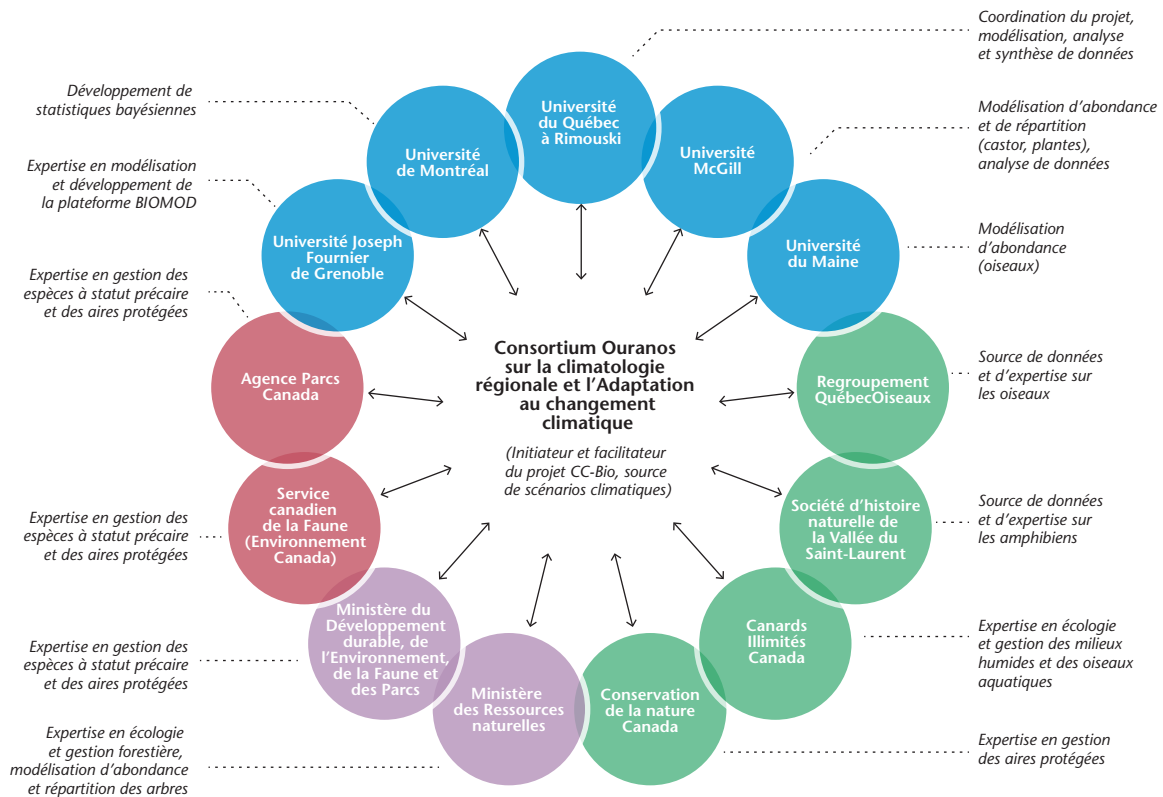 Coordination du projet,
modélisation, analyse
et synthèse de données
Université
du Québec
à Rimouski
Développement de
statistiques bayésiennes
Université
de Montréal
Université
McGill
Modélisation d'abondance
et de répartition
(castor, plantes),
analyse de données
Expertise en modélisation
et développement de
la plateforme BIOMOD
Université Joseph
Fournier
de Grenoble
Université
du Maine
Modélisation
d'abondance
(oiseaux)
Expertise en gestion des
espèces à statut précaire
et des aires protégées
Agence Parcs
Canada
Consortium Ouranos
sur la climatologie
régionale et l'Adaptation
au changement
climatique
(Initiateur et facilitateur
du projet CC-Bio, source
de scénarios climatiques)
Regroupement
QuébecOiseaux
Source de données
et d'expertise sur
les oiseaux
Expertise en gestion des
espèces à statut précaire
et des aires protégées
Service
canadien
de la Faune
(Environnement
Canada)
Société d'histoire
naturelle de
la Vallée du
Saint-Laurent
Source de données
et d'expertise sur
les amphibiens
Expertise en gestion des
espèces à statut précaire
et des aires protégées
Ministère du
Développement
durable, de
l'Environnement,
de la Faune et
des Parcs
Canards
Illimités
Canada
Expertise en écologie
et gestion des milieux
humides et des oiseaux
aquatiques
Expertise en écologie
et gestion forestière,
modélisation d'abondance
et répartition des arbres
Ministère
des Ressources
naturelles
Conservation
de la nature
Canada
Expertise en gestion
des aires protégées